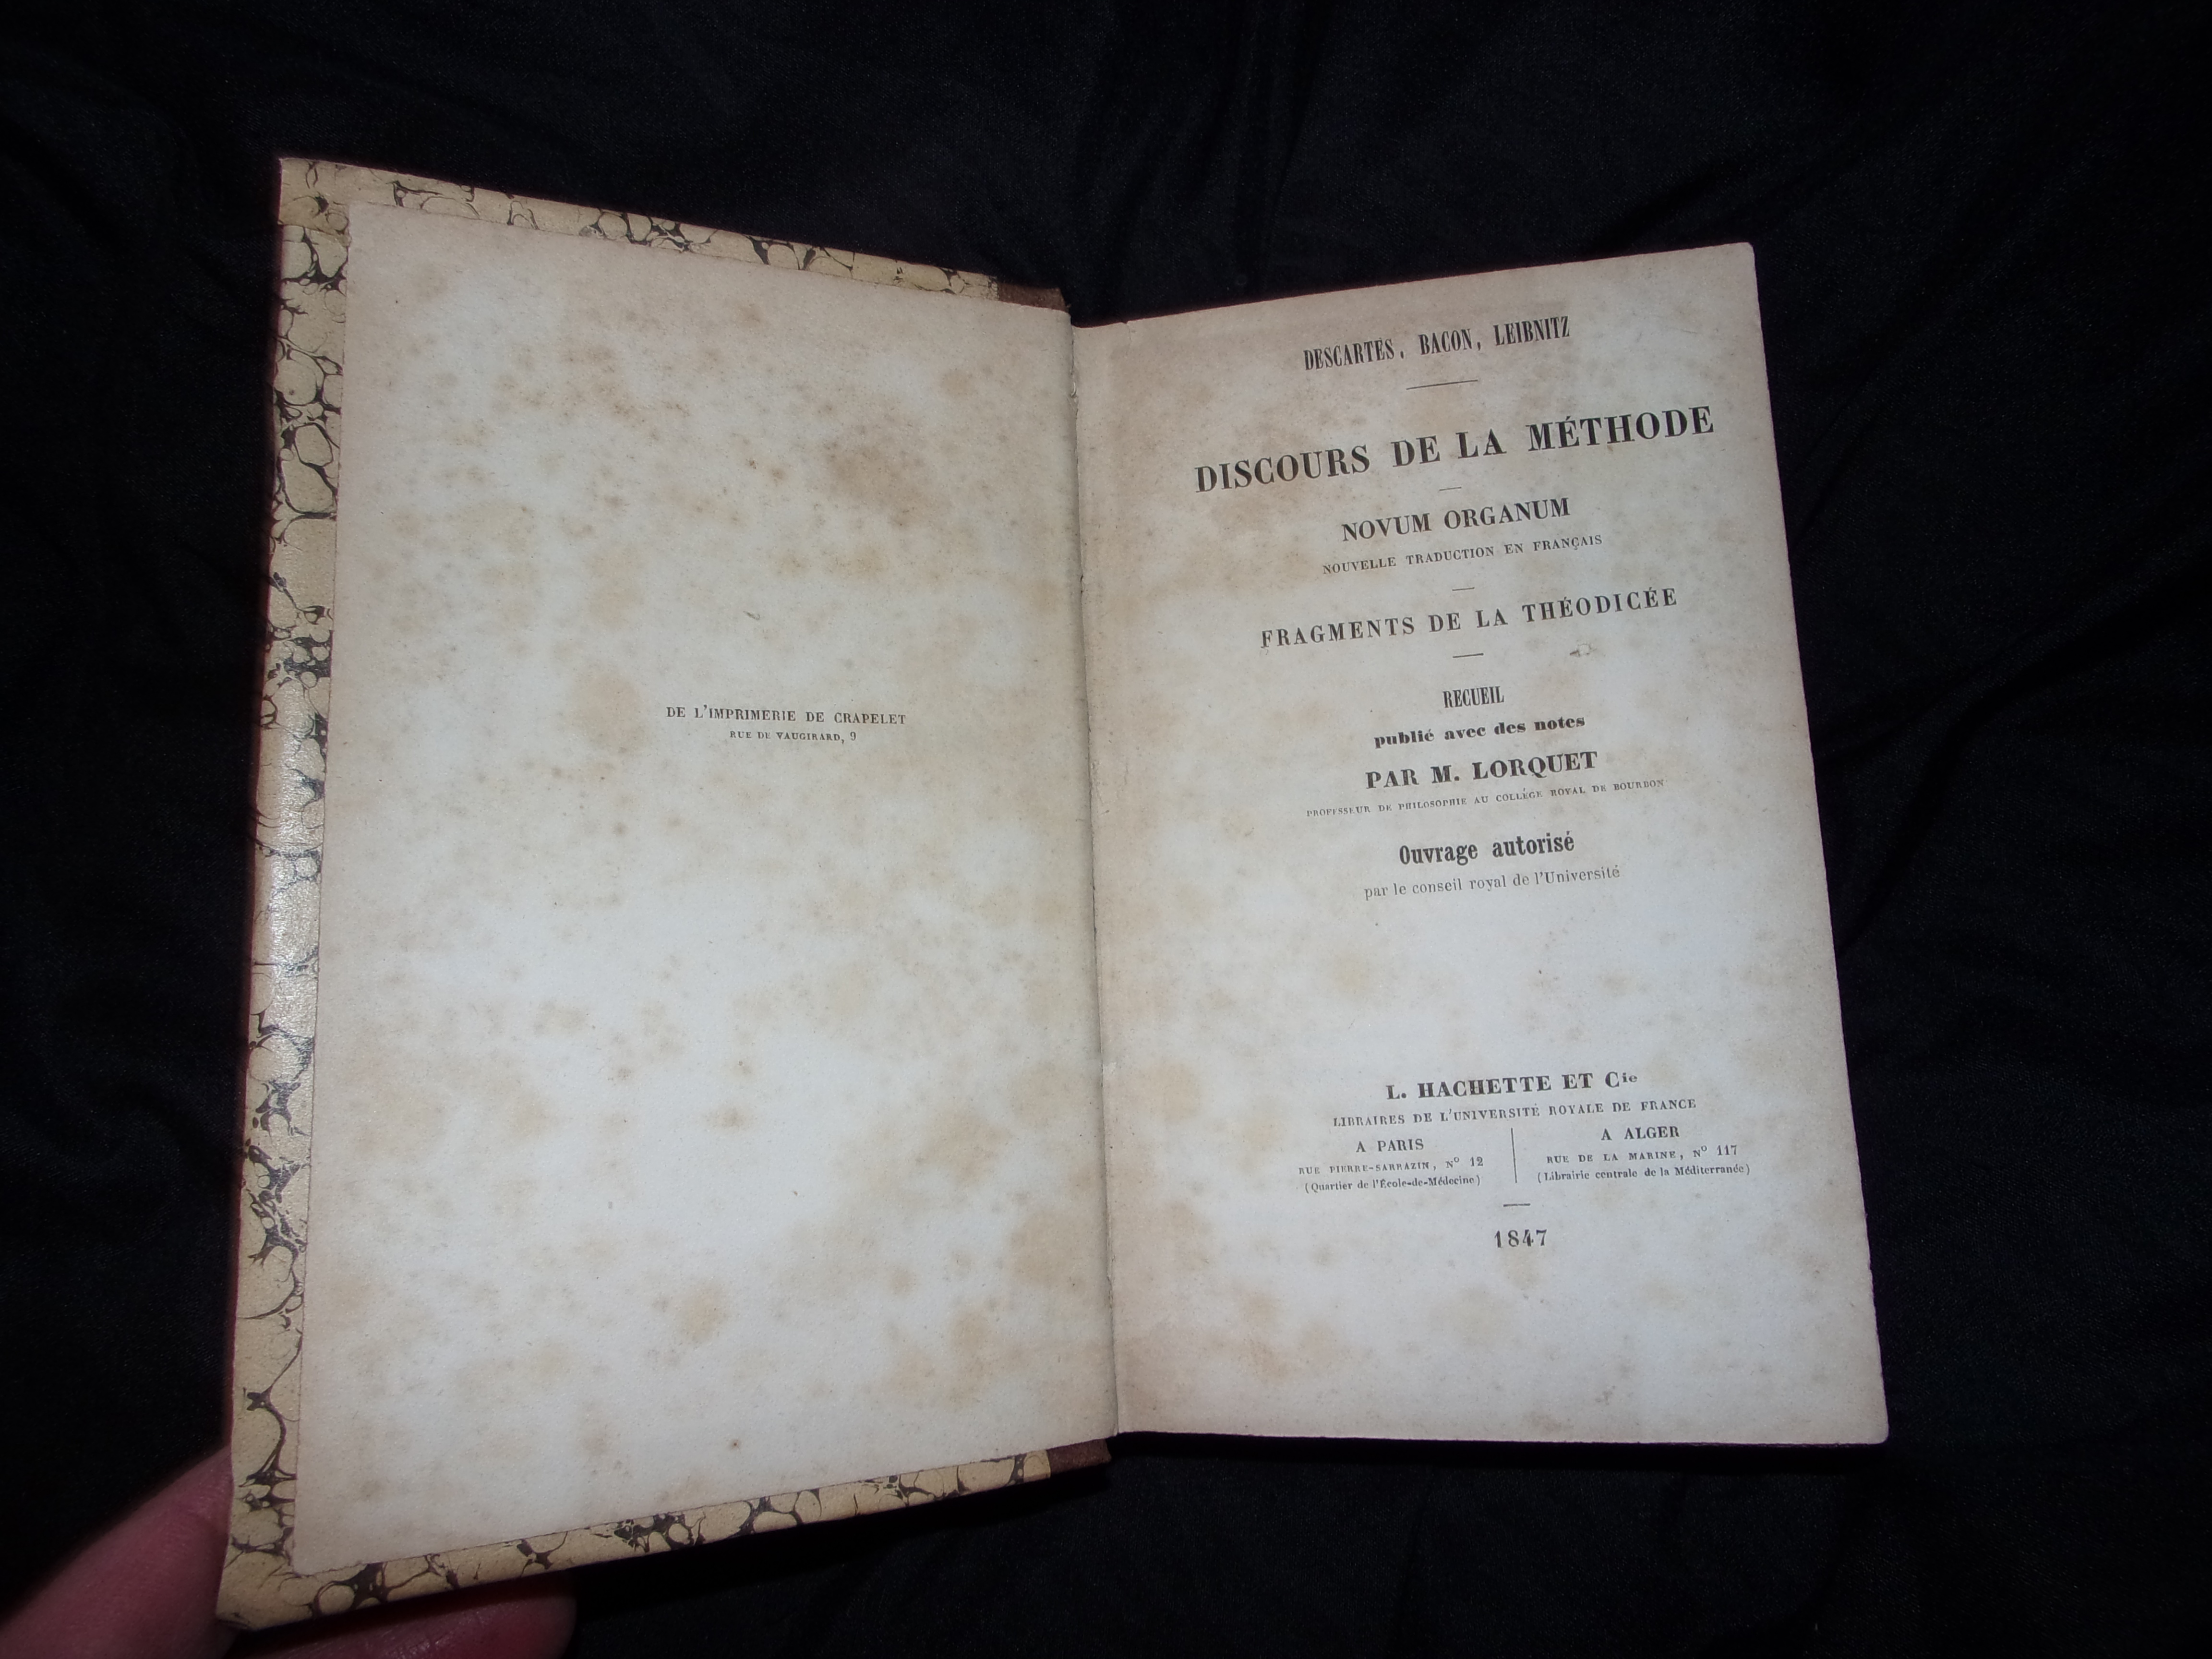 DE L'IMPRIMERIE DE CRAPELET
RUE DE VAUGIRARD, 9
DESCARTES, BACON, LEIBNITZ
DISCOURS DE LA MÉTHODE
NOVUM ORGANUM
NOUVELLE TRADUCTION EN FRANÇAIS
FRAGMENTS DE LA THÉODICÉE
RECUEIL
publié avec des notes
PAR M. LORQUET
PROFESSEUR DE PHILOSOPHIE AU COLLÉGE ROYAL DE BOURBON
Ouvrage autorisé
par le conseil royal de l'Université
L. HACHETTE ET Cie
LIBRAIRES DE L'UNIVERSITÉ ROYALE DE FRANCE
A PARIS
RUE PIERRE-SARRAZIN, No 12
(Quartier de l'École-de-Médecine)
A ALGER
RUE DE LA MARINE, No 117
(Librairie centrale de la Méditerranée)
1847